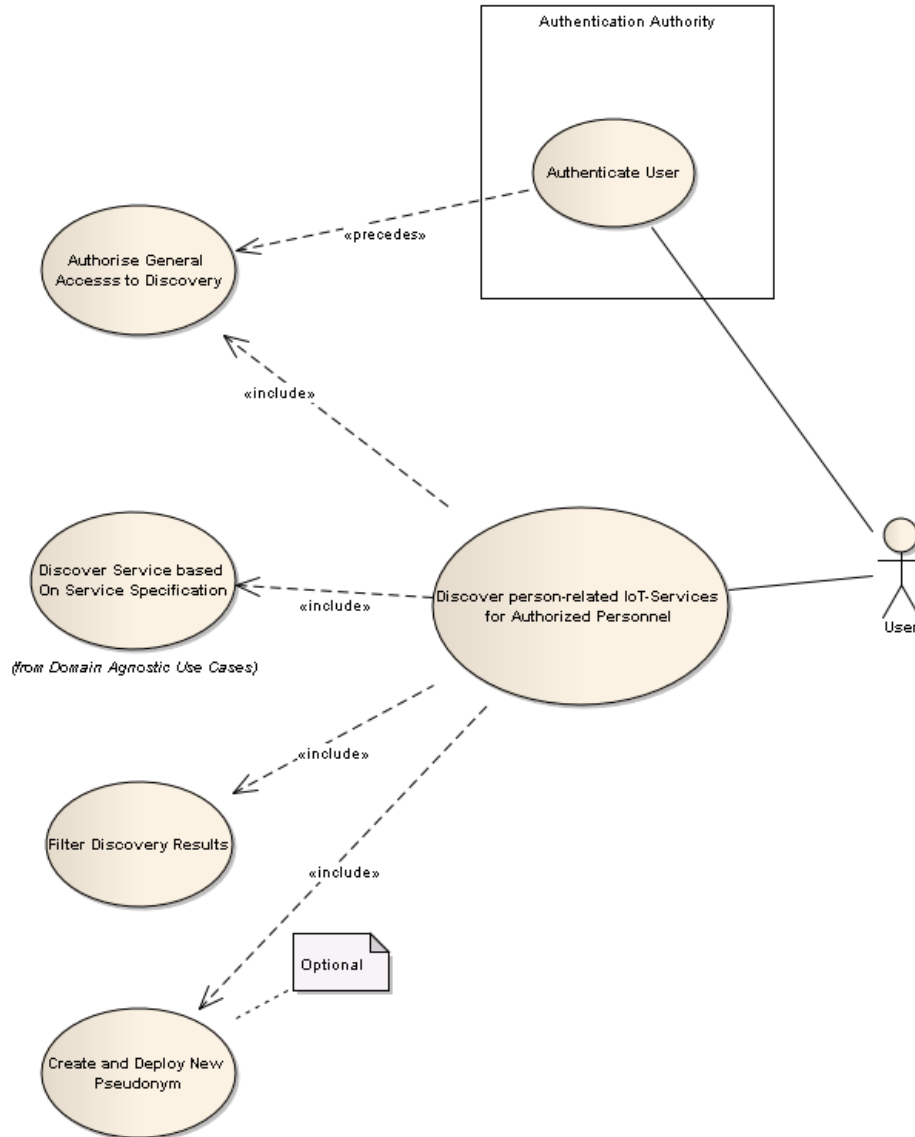 Authentication Authority
Authenticate User
«precedes»
Authorise General
Accesss to Discovery
«include»
Discover Service based
On Service Specification
«include»
Discover person-related IoT-Services
for Authorized Personnel
User
(from Domain Agnostic Use Cases)
«include»
Filter Discovery Results
«include»
Optional
Create and Deploy New
Pseudonym